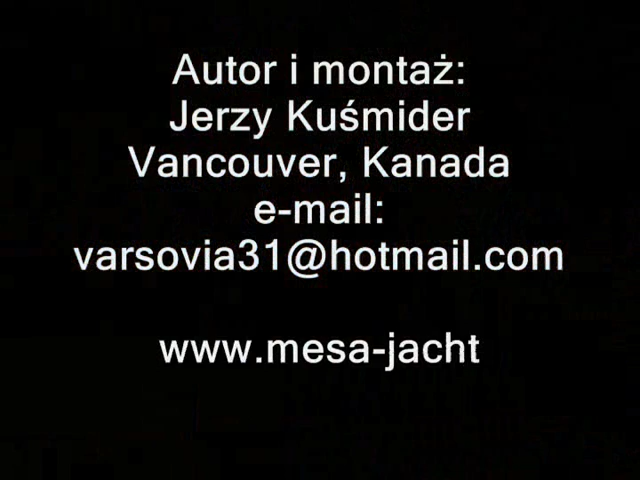 Autor i montaż:
Jerzy Kuśmider
Vancouver, Kanada
e-mail:
varsovia31@hotmail.com
www.mesa-jacht